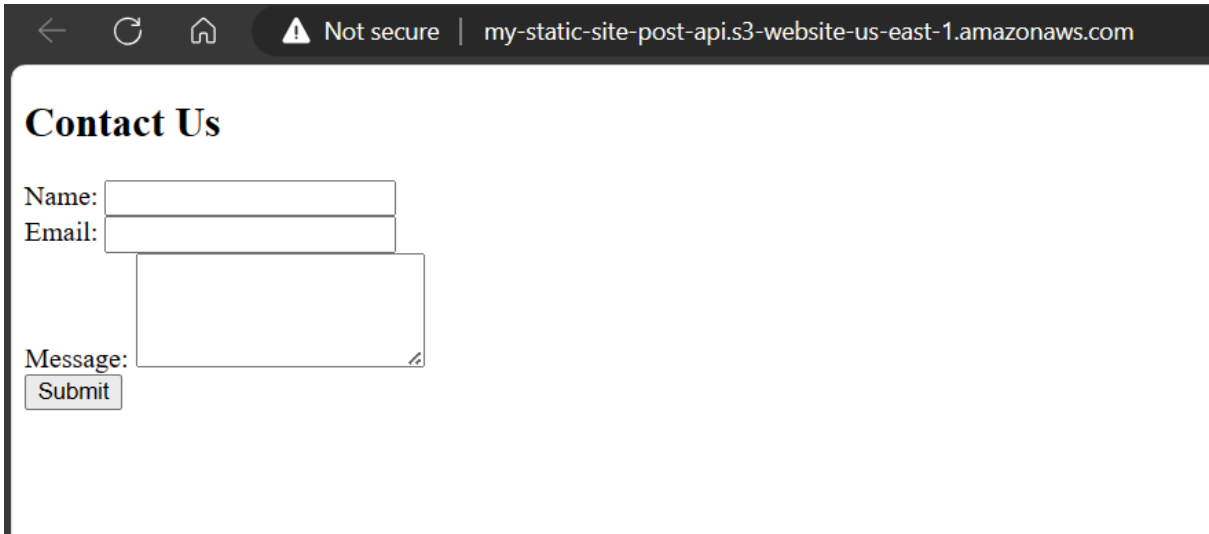 Not secure | my-static-site-post-api.s3-website-us-east-1.amazonaws.com
Contact Us
Name:
Email:
Message:
Submit